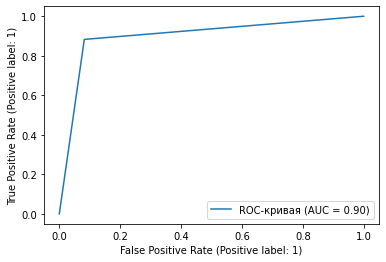 1.0
0.8
0.6
0.4
0.2
0.0
True Positive Rate (Positive label: 1)
ROC-кривая (AUC = 0.90)
0.0 0.2 0.4 0.6 0.8 1.0
False Positive Rate (Positive label: 1)